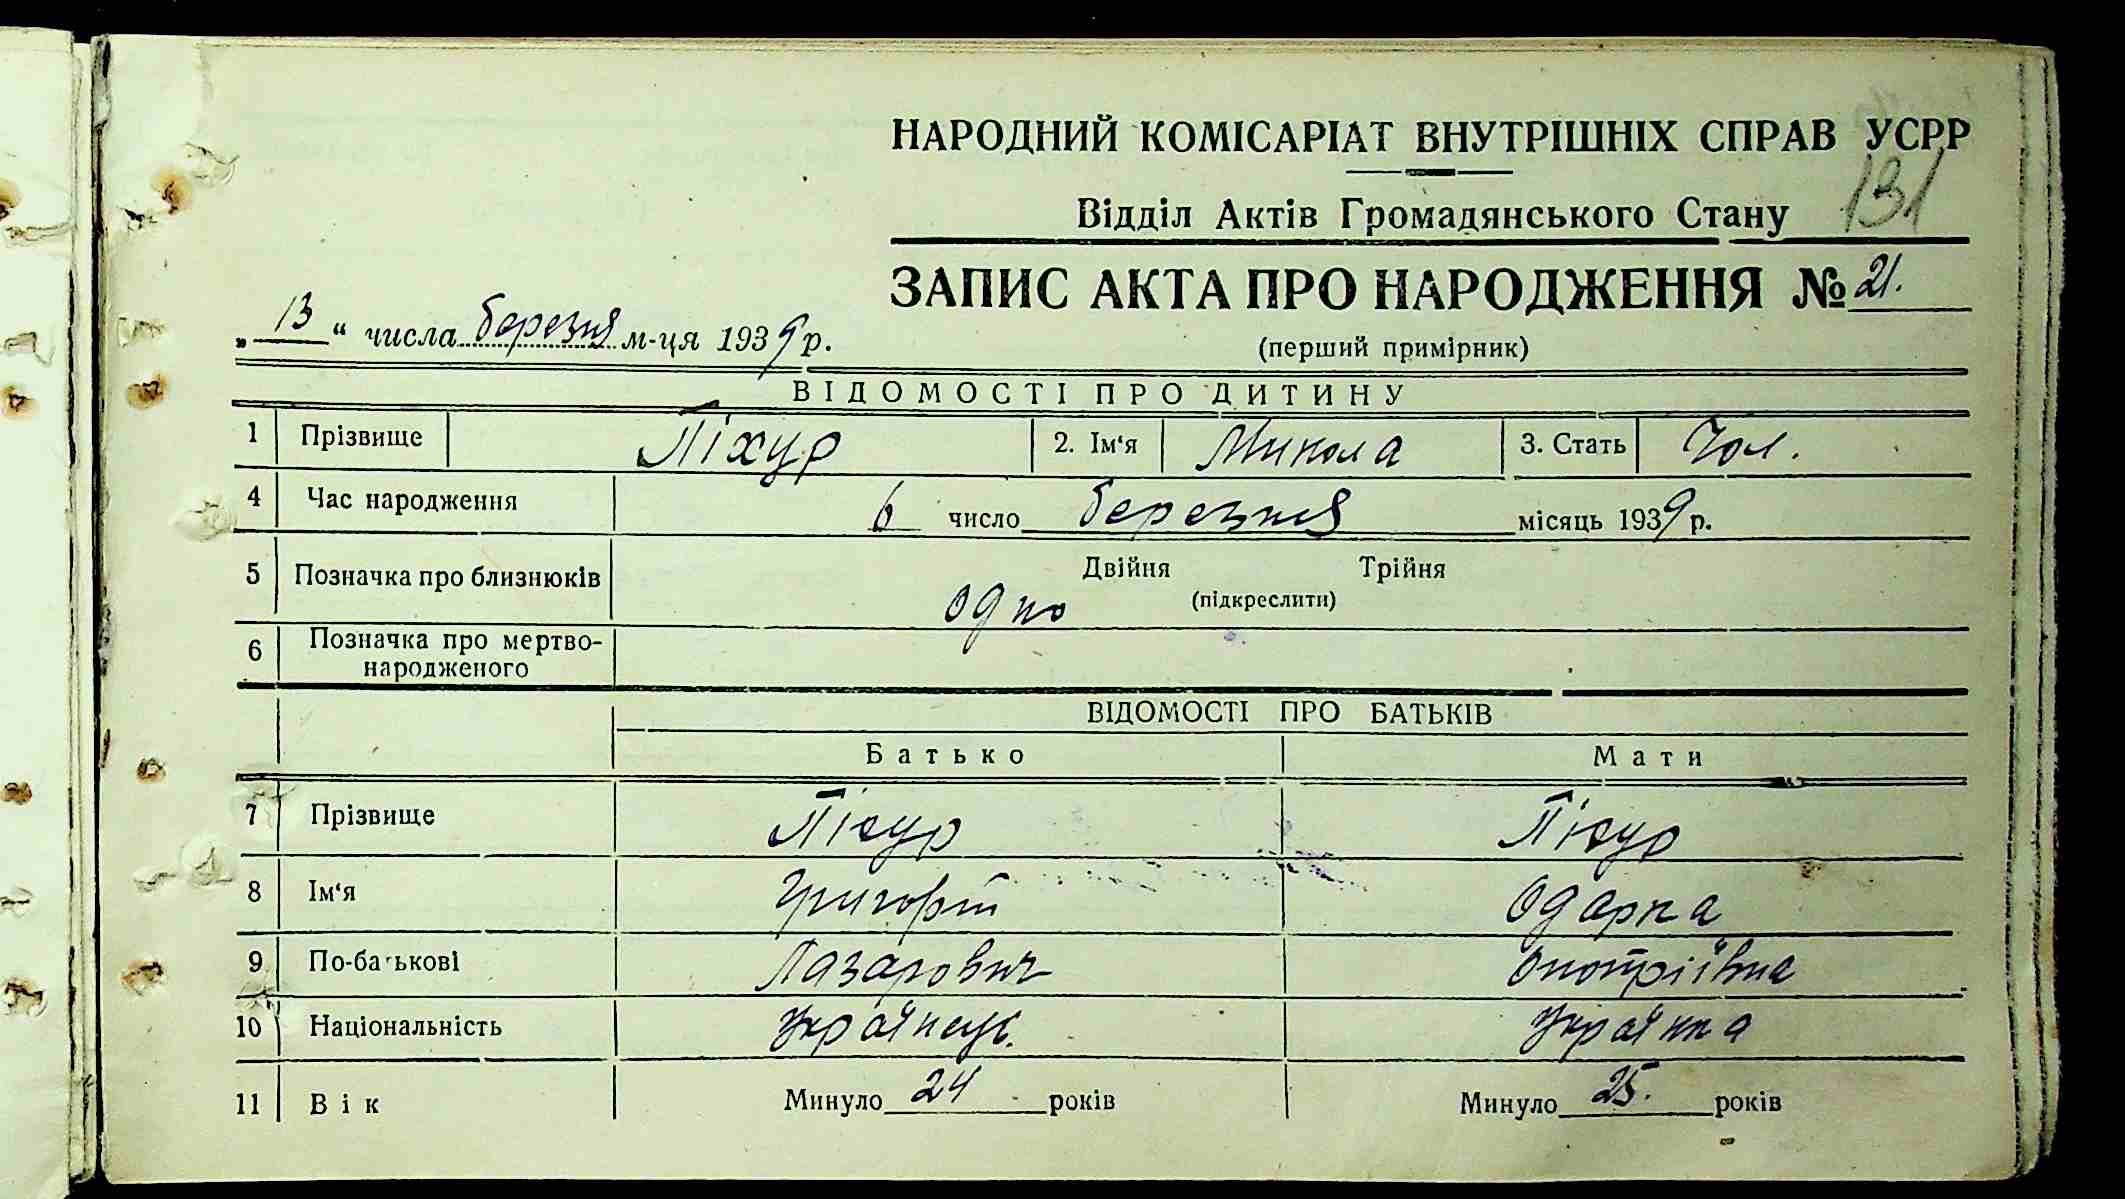 НАРОДНИЙ КОМІСАРІАТ ВНУТРІШНІХ СПРАВ УСРР
131
Відділ Актів Громадянського Стану
ЗАПИС АКТА ПРО НАРОДЖЕННЯ № 21.
„ 13 “ числа березня м-ця 1939 р.
(перший примірник)
ВІДОМОСТІ ПРО ДИТИНУ
1 Прізвище Піхур 2. Ім‘я Микола 3. Стать Чол.
4 Час народження 6 число березня місяць 1939 р.
5 Позначка про близнюків Двійня Трійня
одно (підкреслити)
6 Позначка про мертво-
народженого
ВІДОМОСТІ ПРО БАТЬКІВ
Батько Мати
7 Прізвище Піхур Піхур
8 Ім‘я Григорій Одарка
9 По-батькові Лазарович
10 Національність Українець. Українка
11 Вік Минуло 24 років Минуло 25. років